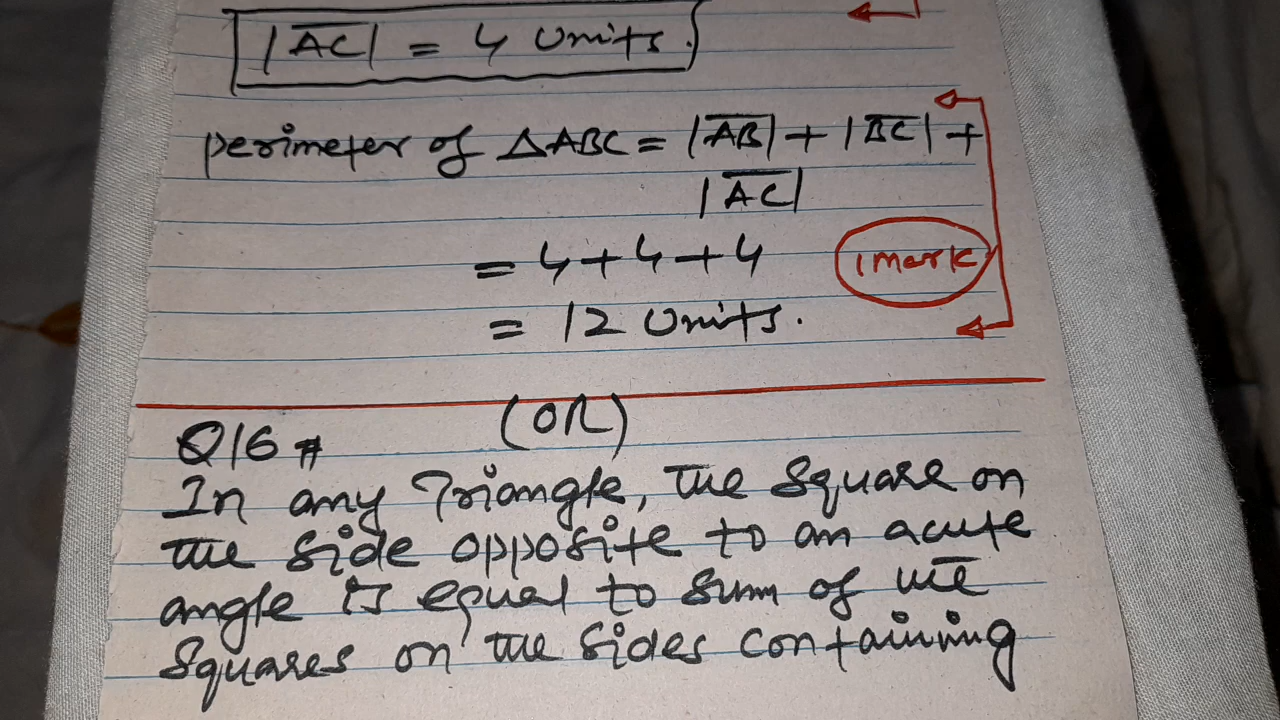 |AC| = 4 Units.
perimeter of △ABC = |AB| + |BC| +
|AC|
= 4+4+4
1 mark
= 12 Units.
(OR)
Q16 #
In any Triangle, the Square on
the side opposite to an acute
angle is equal to sum of the
Squares on the sides containing